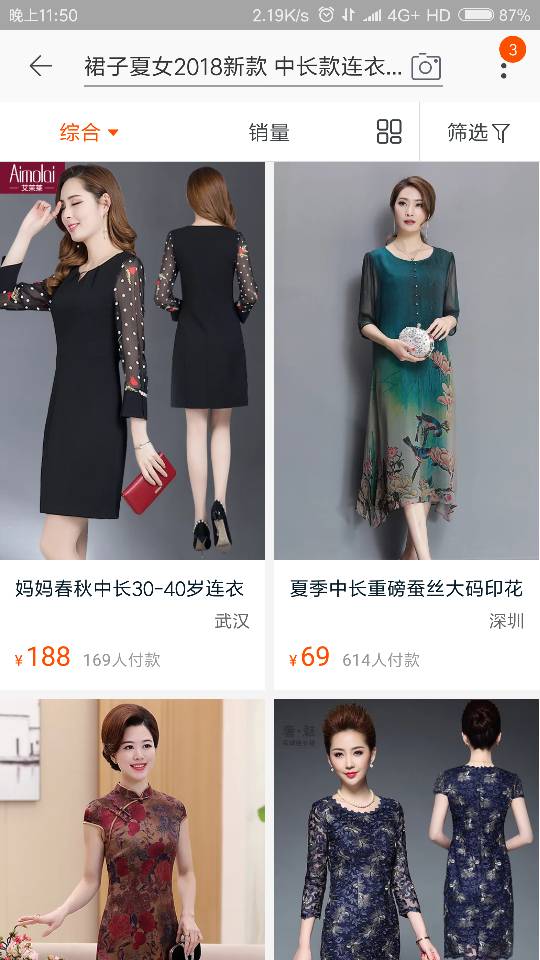 晚上11:50
2.19K/s
4G+ HD
87%
裙子夏女2018新款 中长款连衣...
3
综合
销量
筛选
Aimolai
艾茉莱
妈妈春秋中长30-40岁连衣
武汉
¥188 169人付款
夏季中长重磅蚕丝大码印花
深圳
¥69 614人付款